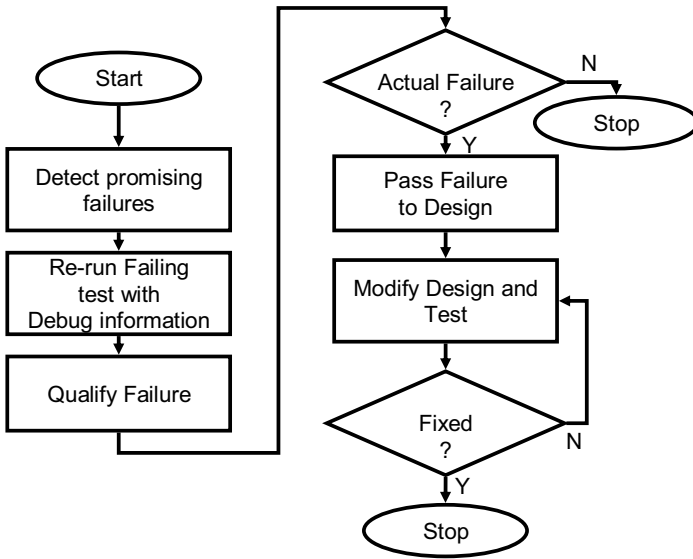 Start
Detect promising
failures
Re-run Failing
test with
Debug information
Qualify Failure
Actual Failure
?
N
Stop
Y
Pass Failure
to Design
Modify Design and
Test
Fixed
?
N
Y
Stop